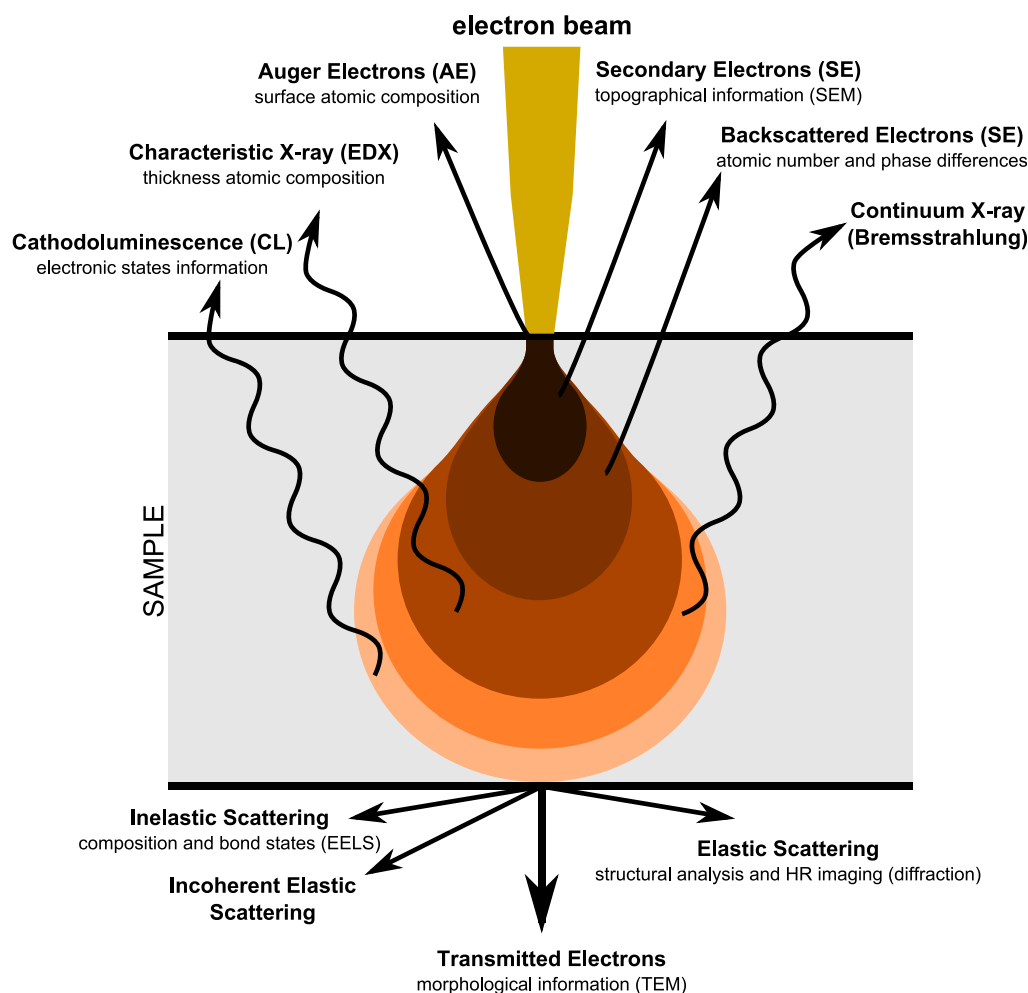 electron beam
Auger Electrons (AE)
surface atomic composition
Secondary Electrons (SE)
topographical information (SEM)
Characteristic X-ray (EDX)
thickness atomic composition
Backscattered Electrons (SE)
atomic number and phase differences
Cathodoluminescence (CL)
electronic states information
Continuum X-ray
(Bremsstrahlung)
SAMPLE
Inelastic Scattering
composition and bond states (EELS)
Incoherent Elastic
Scattering
Elastic Scattering
structural analysis and HR imaging (diffraction)
Transmitted Electrons
morphological information (TEM)